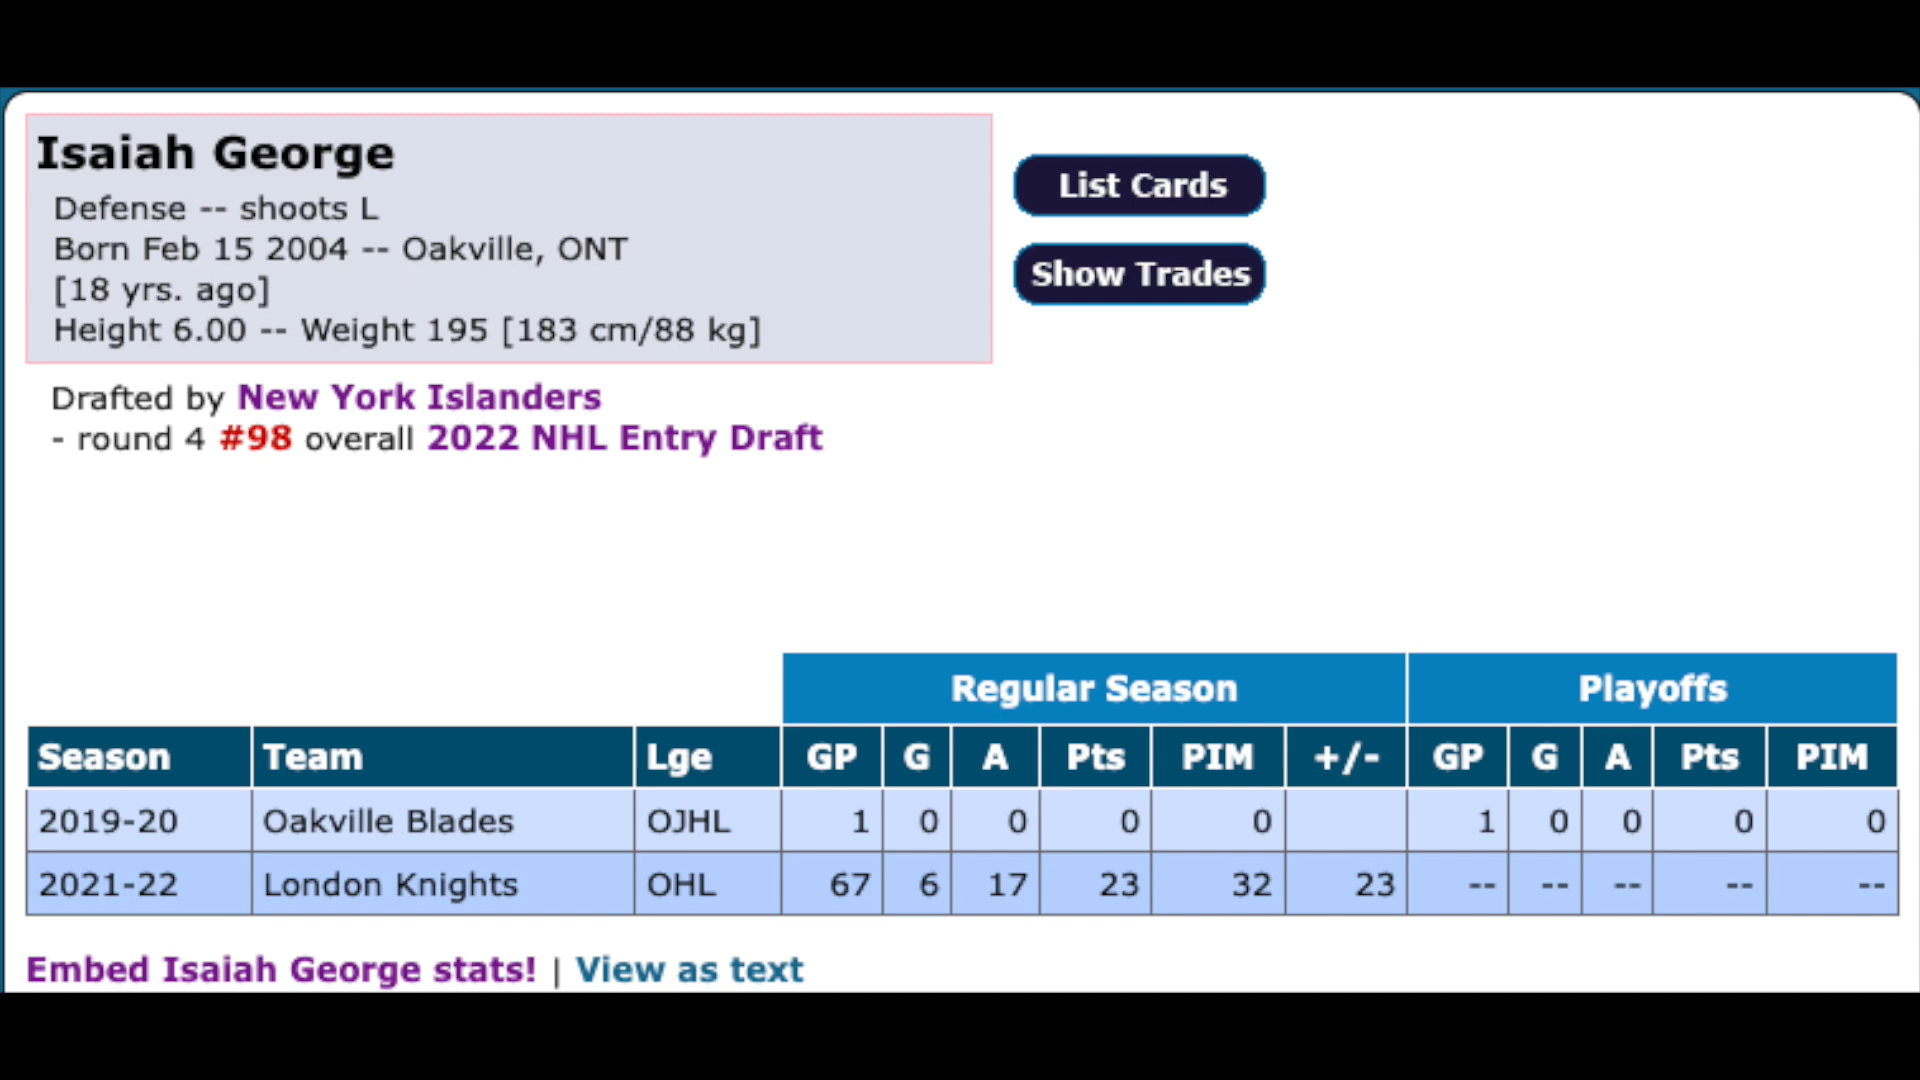 Isaiah George
Defense -- shoots L
Born Feb 15 2004 -- Oakville, ONT
[18 yrs. ago]
Height 6.00 -- Weight 195 [183 cm/88 kg]
List Cards
Show Trades
Drafted by New York Islanders
- round 4 #98 overall 2022 NHL Entry Draft
Regular Season Playoffs
Season Team Lge GP G A Pts PIM +/- GP G A Pts PIM
2019-20 Oakville Blades OJHL 1 0 0 0 0 1 0 0 0 0
2021-22 London Knights OHL 67 6 17 23 32 23 -- -- -- -- --
Embed Isaiah George stats! | View as text